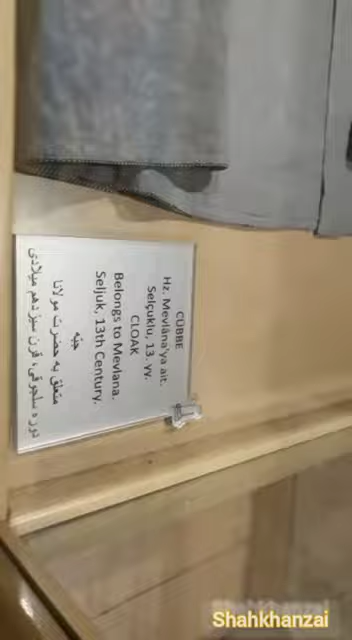 CÜBBE
Hz. Mevlâna'ya ait.
Selçuklu, 13. yy.
CLOAK
Belongs to Mevlana.
Seljuk, 13th Century.
جبّه
متعلق به حضرت مولانا
دوره سلجوقی، قرن سیزدهم میلادی
Shahkhanzai